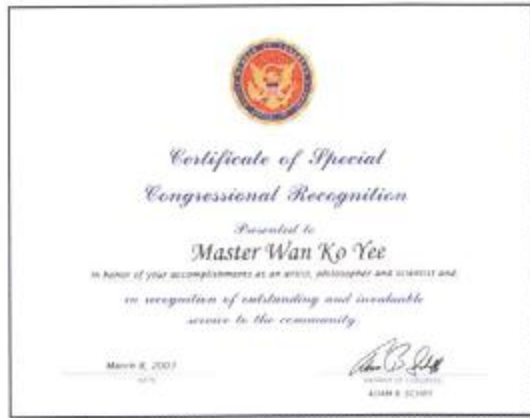 Certificate of Special
Congressional Recognition
Presented to
Master Wan Ko Yee
in honor of your accomplishments as an artist, philosopher and scientist and
in recognition of outstanding and invaluable
service to the community.
March 8, 2007
DATE
MEMBER OF CONGRESS
ADAM B. SCHIFF